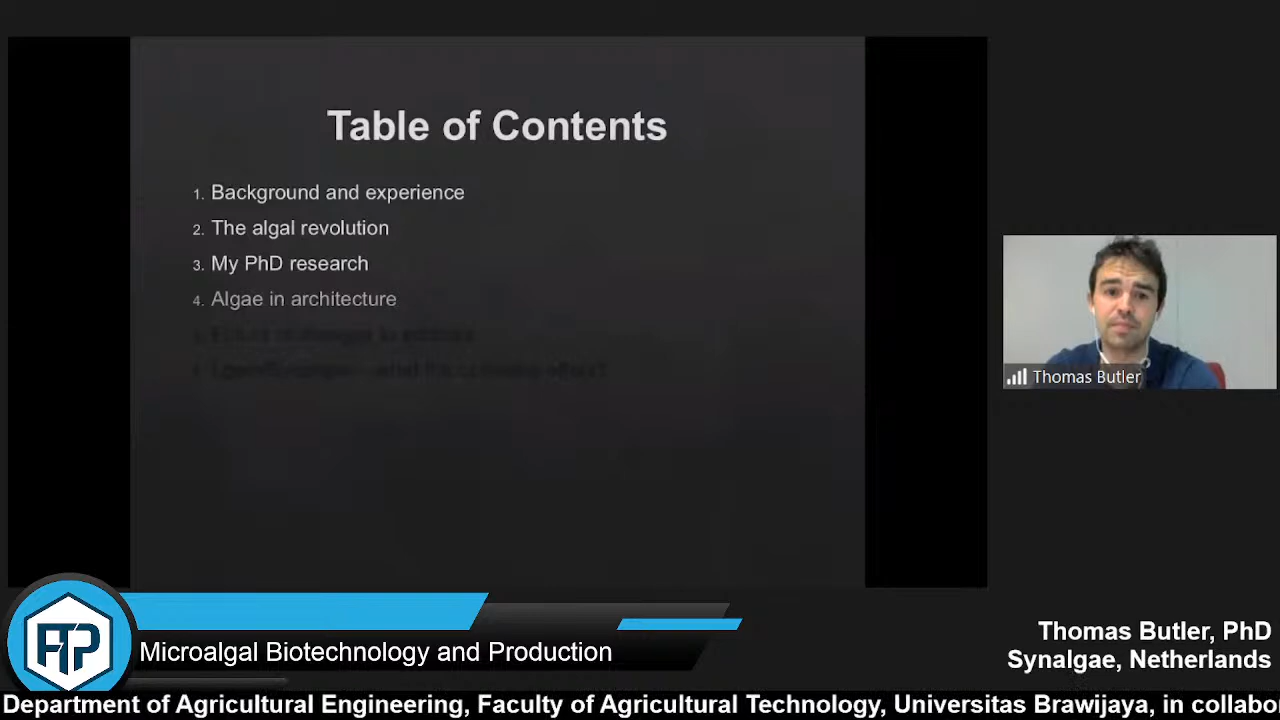 Table of Contents
1. Background and experience
2. The algal revolution
3. My PhD research
4. Algae in architecture
Thomas Butler
FTP
Microalgal Biotechnology and Production
Thomas Butler, PhD
Synalgae, Netherlands
Department of Agricultural Engineering, Faculty of Agricultural Technology, Universitas Brawijaya, in collabo